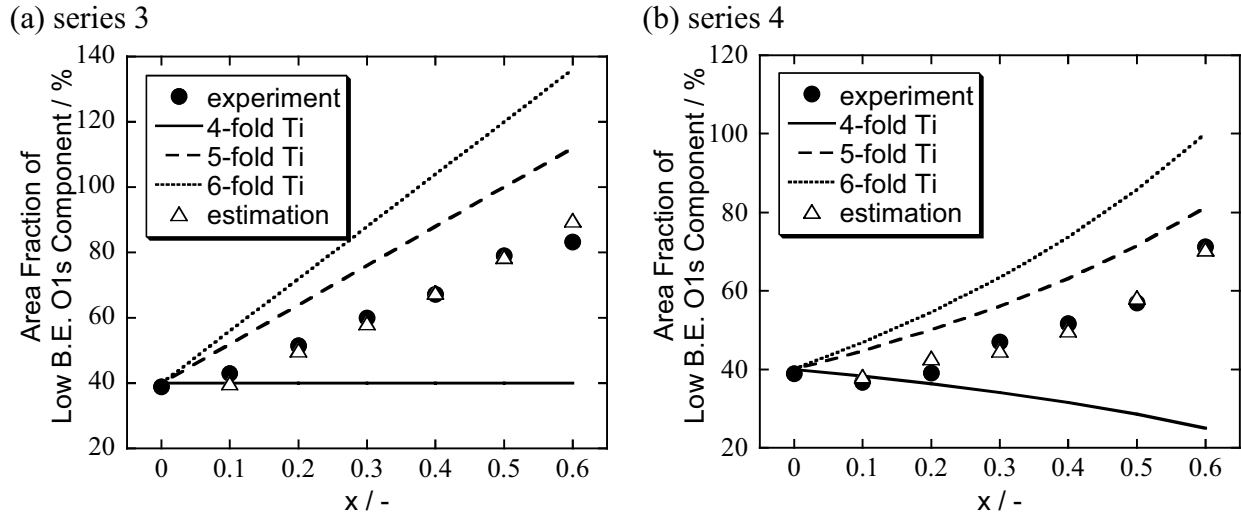 (a) series 3
140
120
100
80
60
40
20
Area Fraction of
Low B.E. O1s Component / %
experiment
4-fold Ti
5-fold Ti
6-fold Ti
estimation
0 0.1 0.2 0.3 0.4 0.5 0.6
x / -
(b) series 4
120
100
80
60
40
20
Area Fraction of
Low B.E. O1s Component / %
experiment
4-fold Ti
5-fold Ti
6-fold Ti
estimation
0 0.1 0.2 0.3 0.4 0.5 0.6
x / -